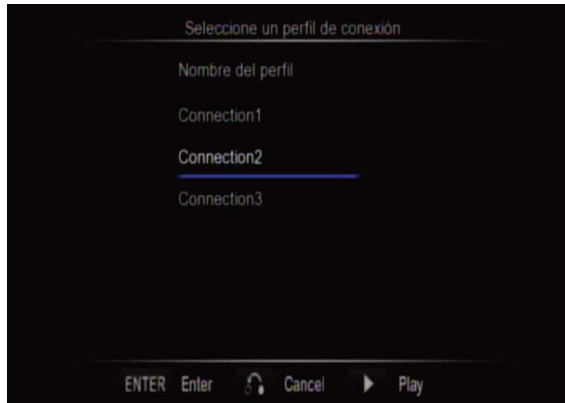 Seleccione un perfil de conexión
Nombre del perfil
Connection1
Connection2
Connection3
ENTER Enter Cancel Play